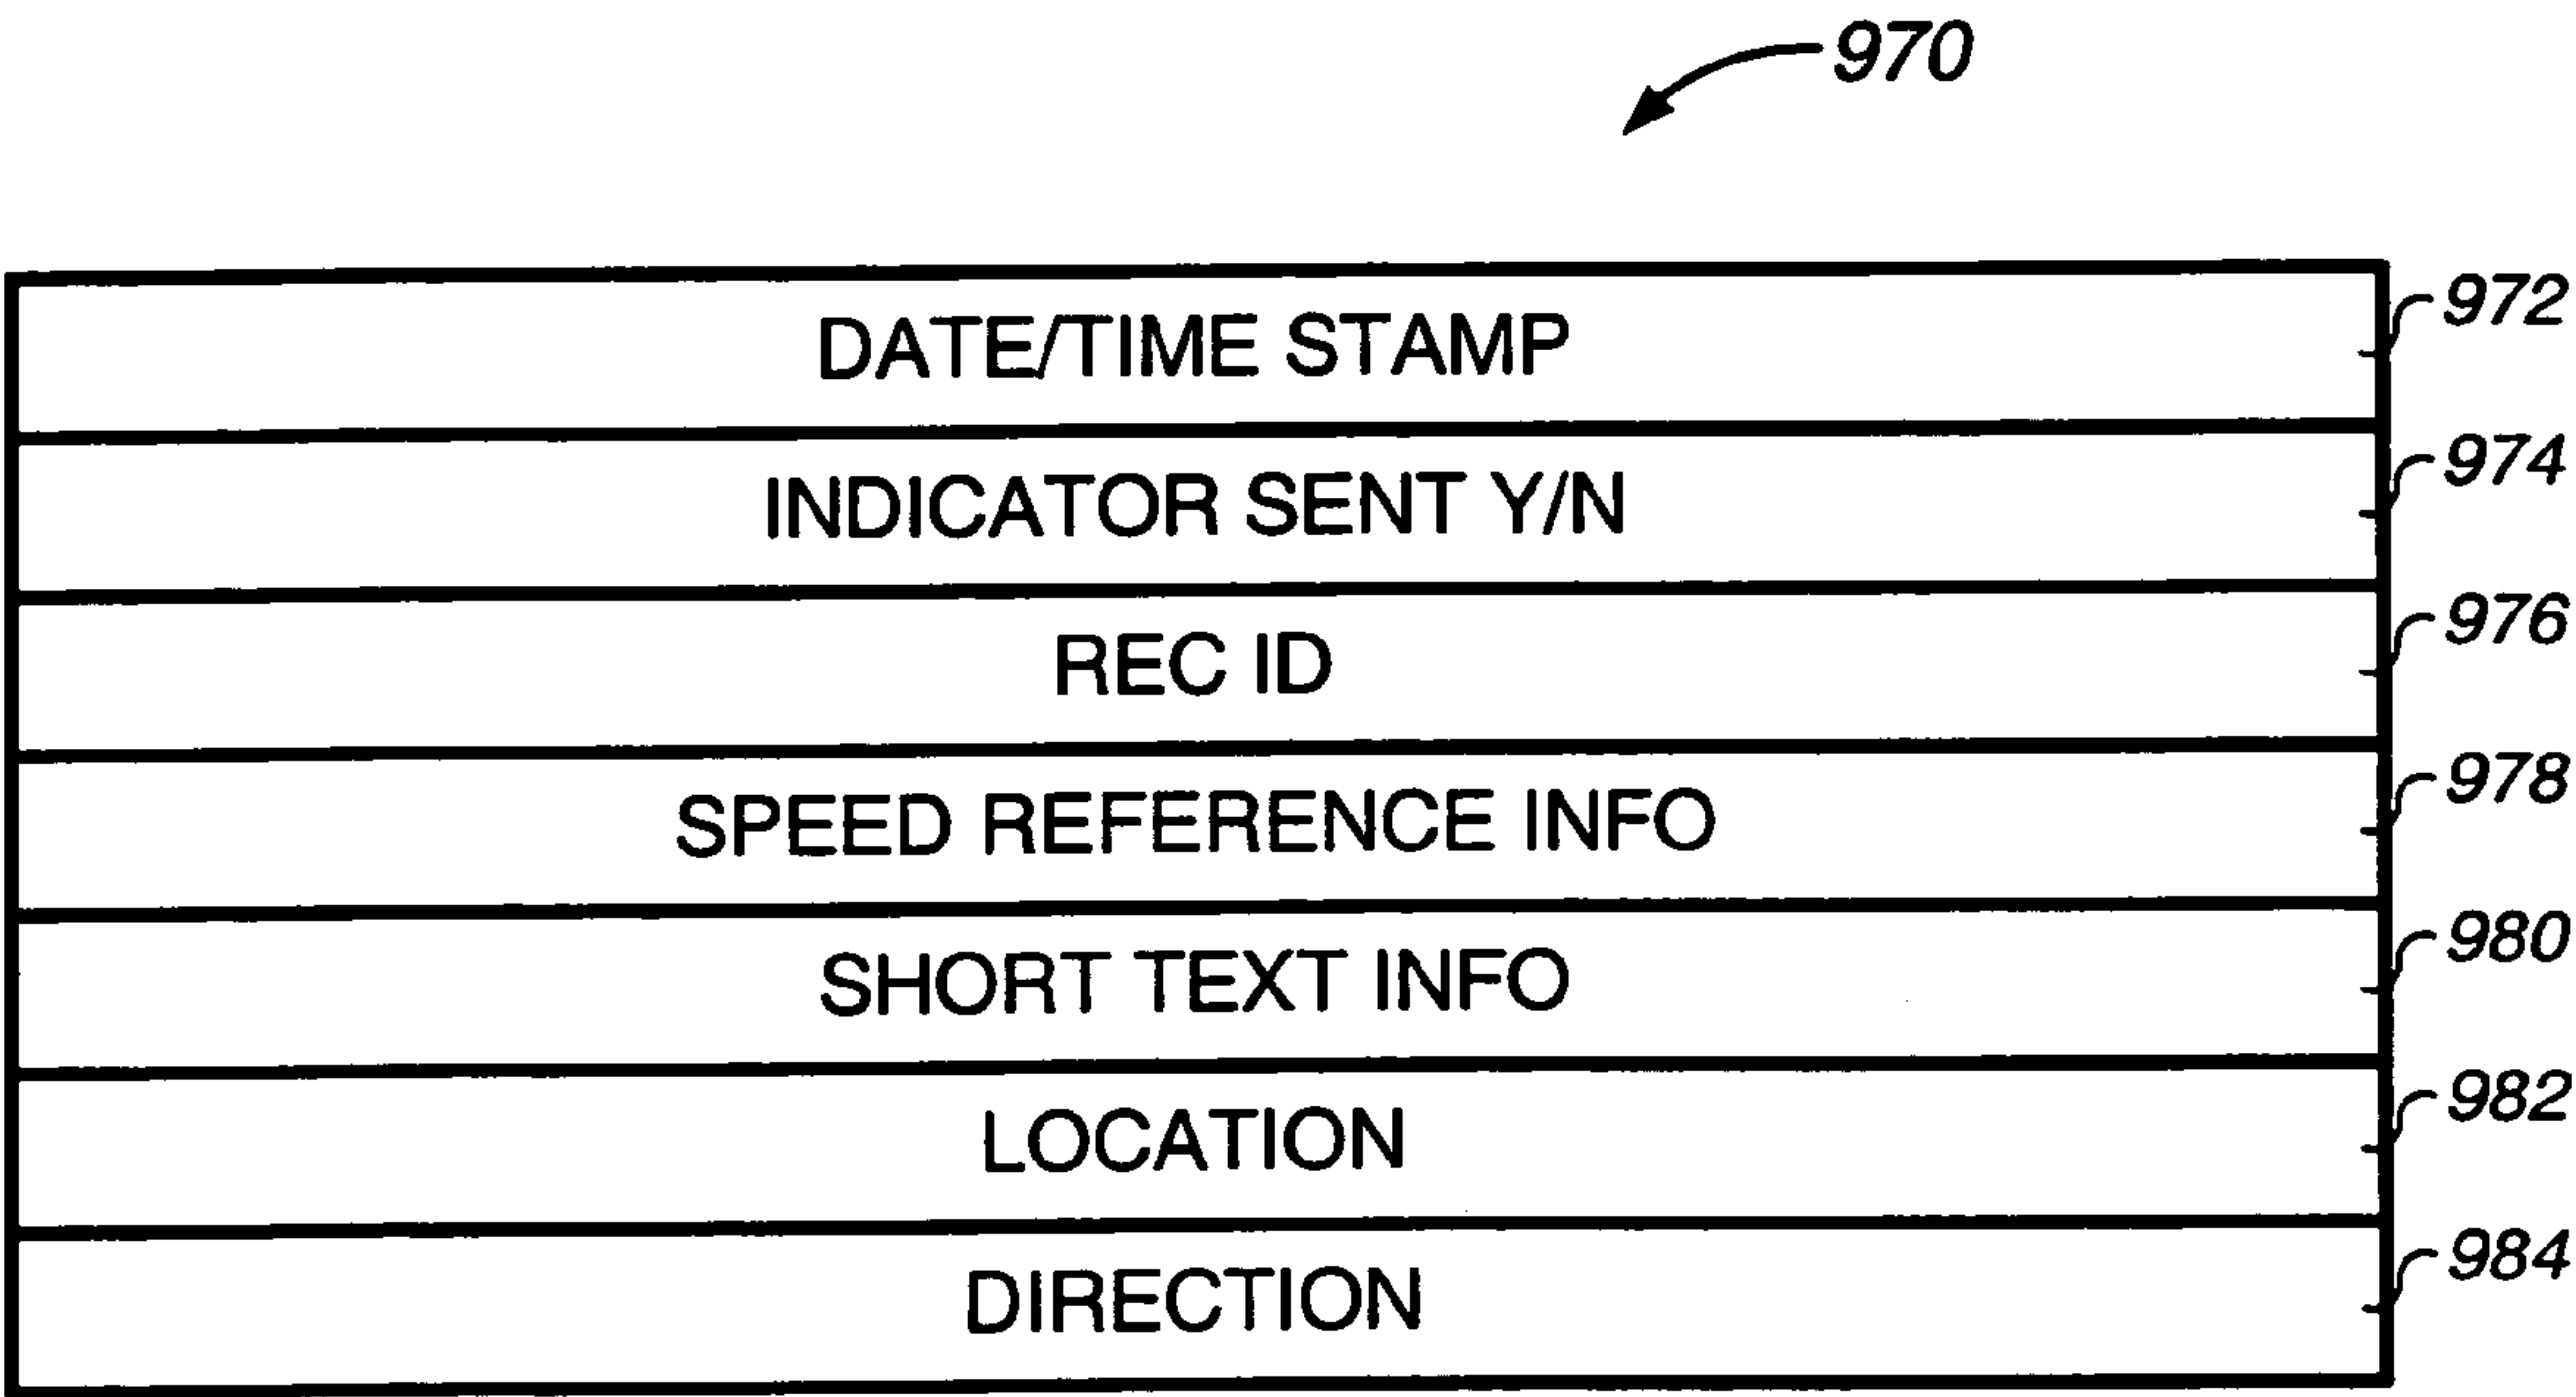 970
DATE/TIME STAMP 972
INDICATOR SENT Y/N 974
REC ID 976
SPEED REFERENCE INFO 978
SHORT TEXT INFO 980
LOCATION 982
DIRECTION 984